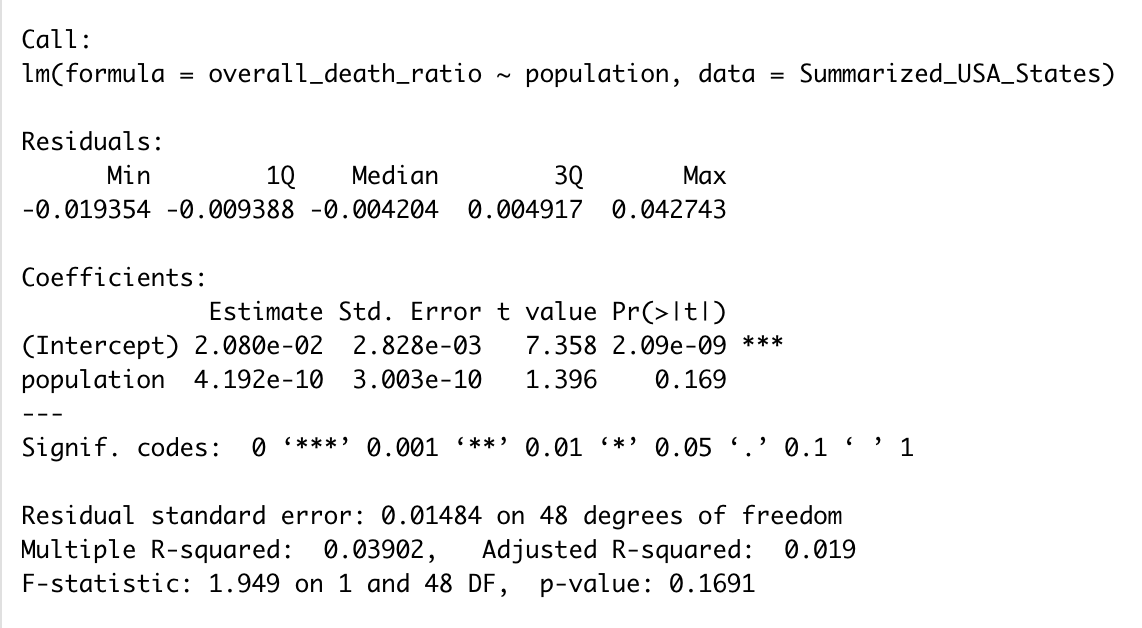 Call:
lm(formula = overall_death_ratio ~ population, data = Summarized_USA_States)
Residuals:
Min 1Q Median 3Q Max
-0.019354 -0.009388 -0.004204 0.004917 0.042743
Coefficients:
Estimate Std. Error t value Pr(>|t|)
(Intercept) 2.080e-02 2.828e-03 7.358 2.09e-09 ***
population 4.192e-10 3.003e-10 1.396 0.169
---
Signif. codes: 0 ‘***’ 0.001 ‘**’ 0.01 ‘*’ 0.05 ‘.’ 0.1 ‘ ’ 1
Residual standard error: 0.01484 on 48 degrees of freedom
Multiple R-squared: 0.03902, Adjusted R-squared: 0.019
F-statistic: 1.949 on 1 and 48 DF, p-value: 0.1691